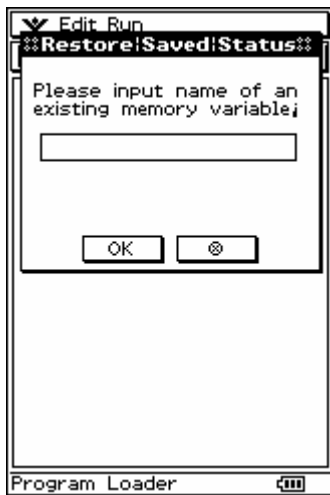 Edit Run
Restore¦Saved¦Status
Please input name of an
existing memory variable¡
OK ⊗
Program Loader